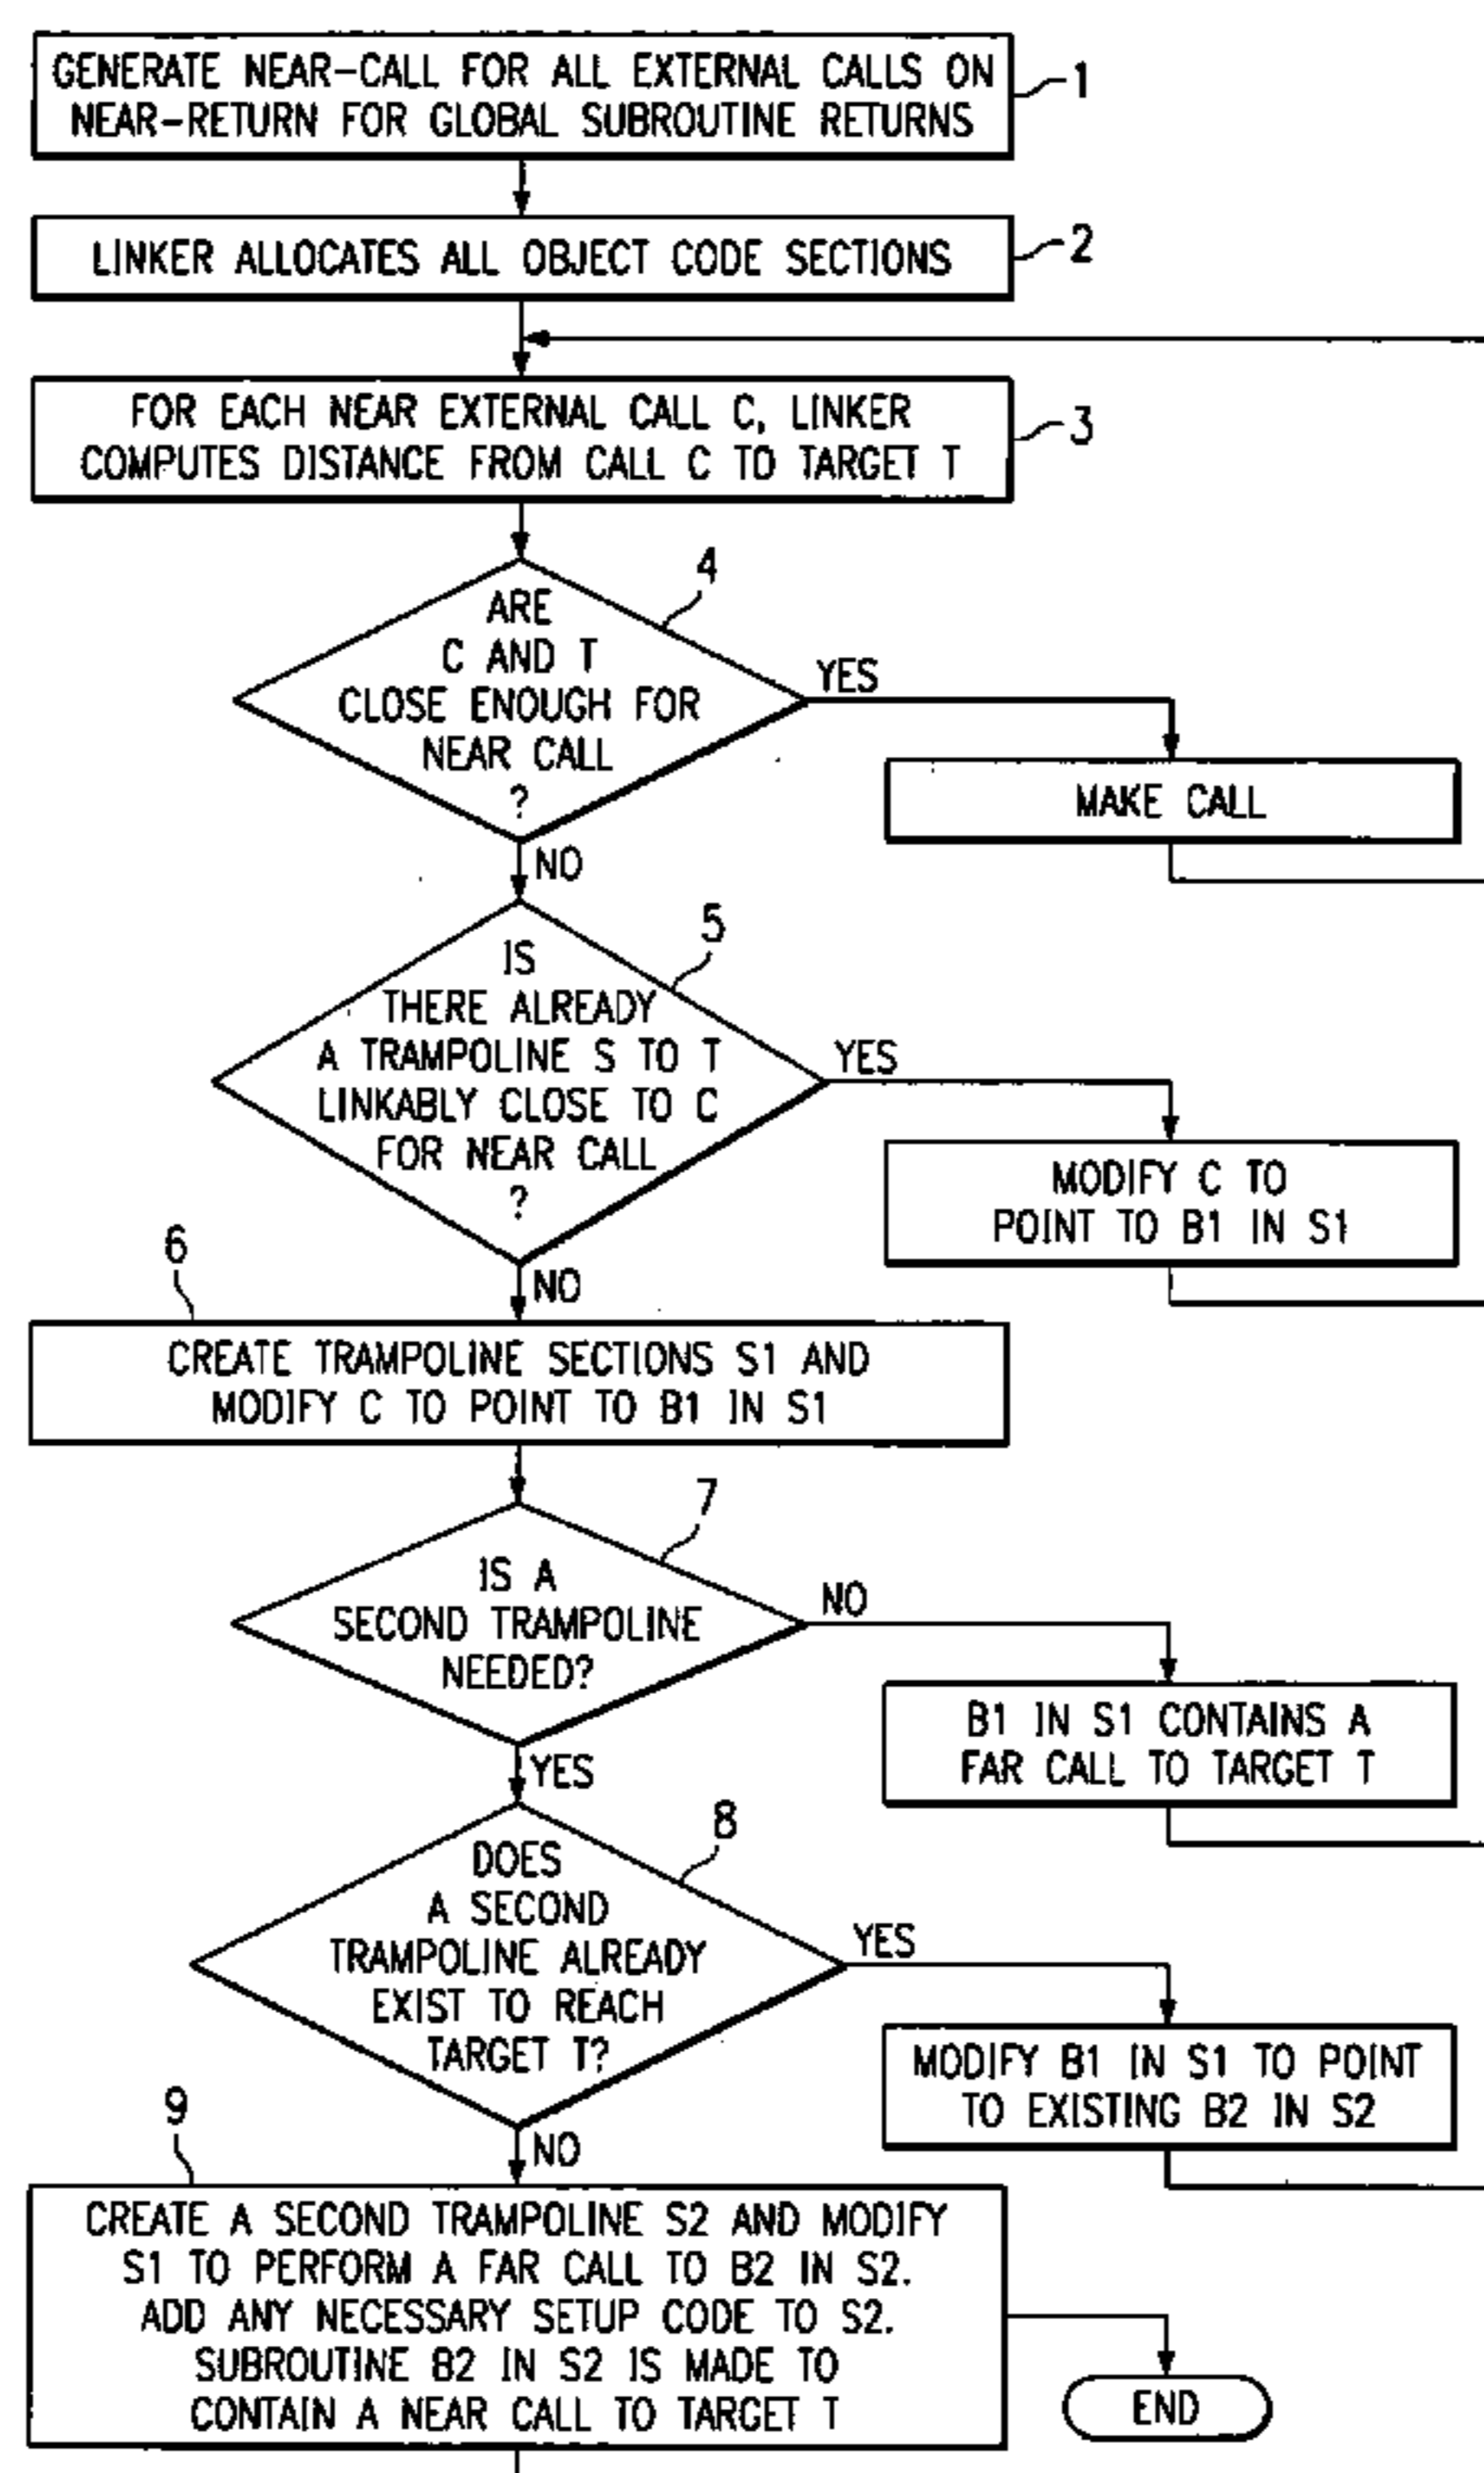 GENERATE NEAR-CALL FOR ALL EXTERNAL CALLS ON
NEAR-RETURN FOR GLOBAL SUBROUTINE RETURNS
1
LINKER ALLOCATES ALL OBJECT CODE SECTIONS
2
FOR EACH NEAR EXTERNAL CALL C, LINKER
COMPUTES DISTANCE FROM CALL C TO TARGET T
3
4
ARE
C AND T
CLOSE ENOUGH FOR
NEAR CALL
?
YES
MAKE CALL
NO
5
IS
THERE ALREADY
A TRAMPOLINE S TO T
LINKABLY CLOSE TO C
FOR NEAR CALL
?
YES
MODIFY C TO
POINT TO B1 IN S1
NO
6
CREATE TRAMPOLINE SECTIONS S1 AND
MODIFY C TO POINT TO B1 IN S1
7
IS A
SECOND TRAMPOLINE
NEEDED?
NO
B1 IN S1 CONTAINS A
FAR CALL TO TARGET T
YES
8
DOES
A SECOND
TRAMPOLINE ALREADY
EXIST TO REACH
TARGET T?
YES
MODIFY B1 IN S1 TO POINT
TO EXISTING B2 IN S2
NO
9
CREATE A SECOND TRAMPOLINE S2 AND MODIFY
S1 TO PERFORM A FAR CALL TO B2 IN S2.
ADD ANY NECESSARY SETUP CODE TO S2.
SUBROUTINE B2 IN S2 IS MADE TO
CONTAIN A NEAR CALL TO TARGET T
END